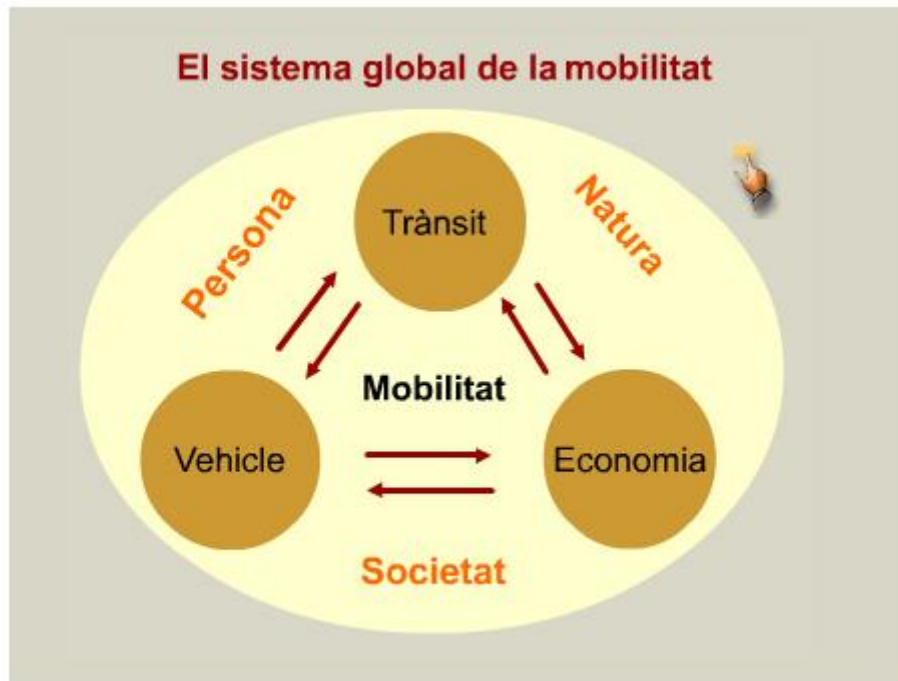 El sistema global de la mobilitat
Persona
Trànsit
Natura
Mobilitat
Vehicle
Economia
Societat